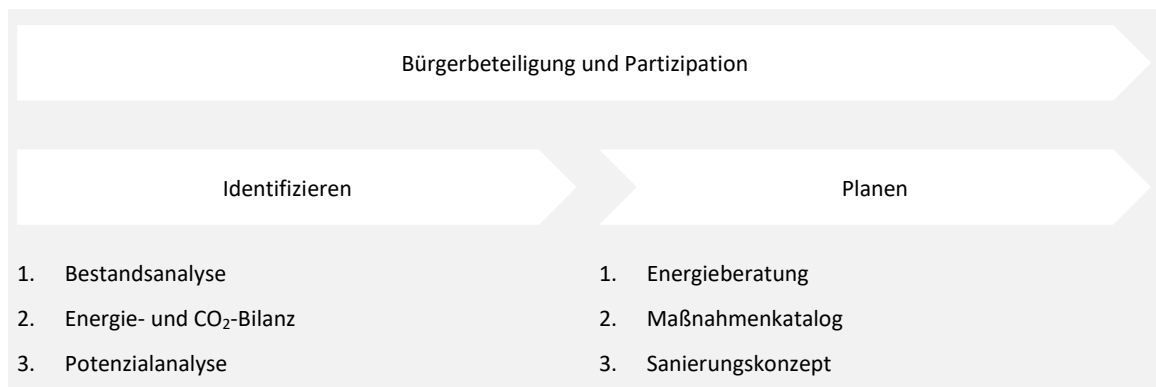 Bürgerbeteiligung und Partizipation
Identifizieren
Planen
1. Bestandsanalyse
2. Energie- und CO₂-Bilanz
3. Potenzialanalyse
1. Energieberatung
2. Maßnahmenkatalog
3. Sanierungskonzept